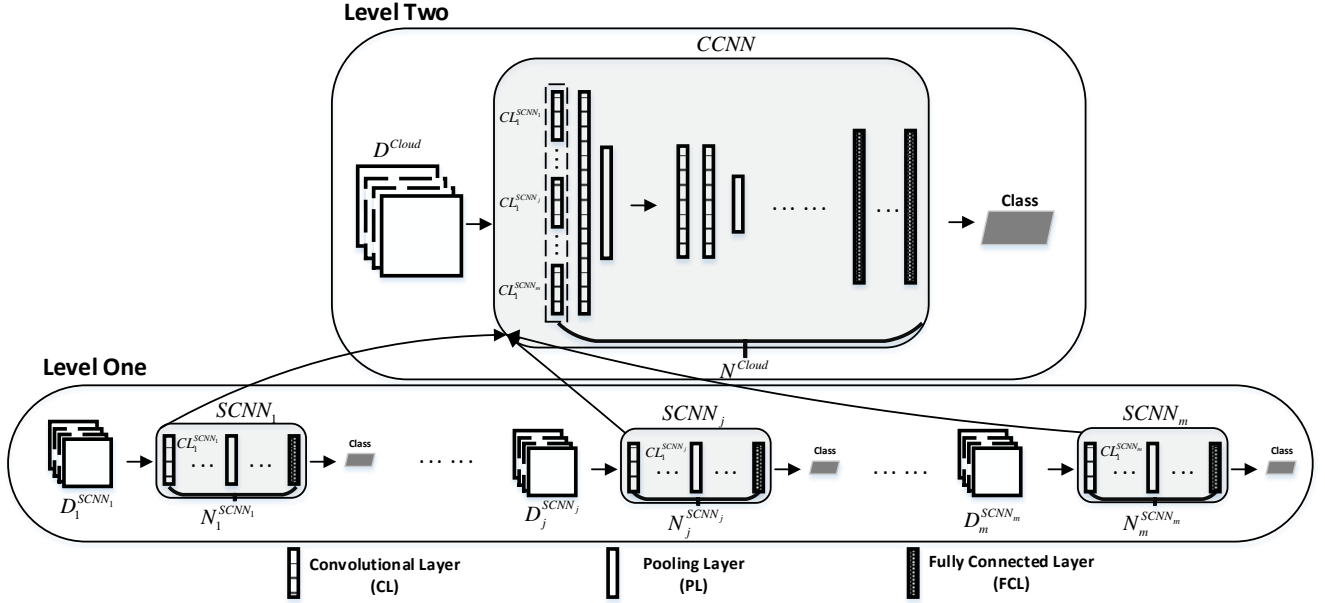 Level Two
CCNN
CL_1^{SCNN_1}
D^{Cloud}
CL_1^{SCNN_j}
Class
CL_1^{SCNN_m}
N^{Cloud}
Level One
SCNN_1
SCNN_j
SCNN_m
CL_1^{SCNN_1}
Class
CL_1^{SCNN_j}
Class
CL_1^{SCNN_m}
Class
D_1^{SCNN_1}
N_1^{SCNN_1}
D_j^{SCNN_j}
N_j^{SCNN_j}
D_m^{SCNN_m}
N_m^{SCNN_m}
Convolutional Layer
(CL)
Pooling Layer
(PL)
Fully Connected Layer
(FCL)